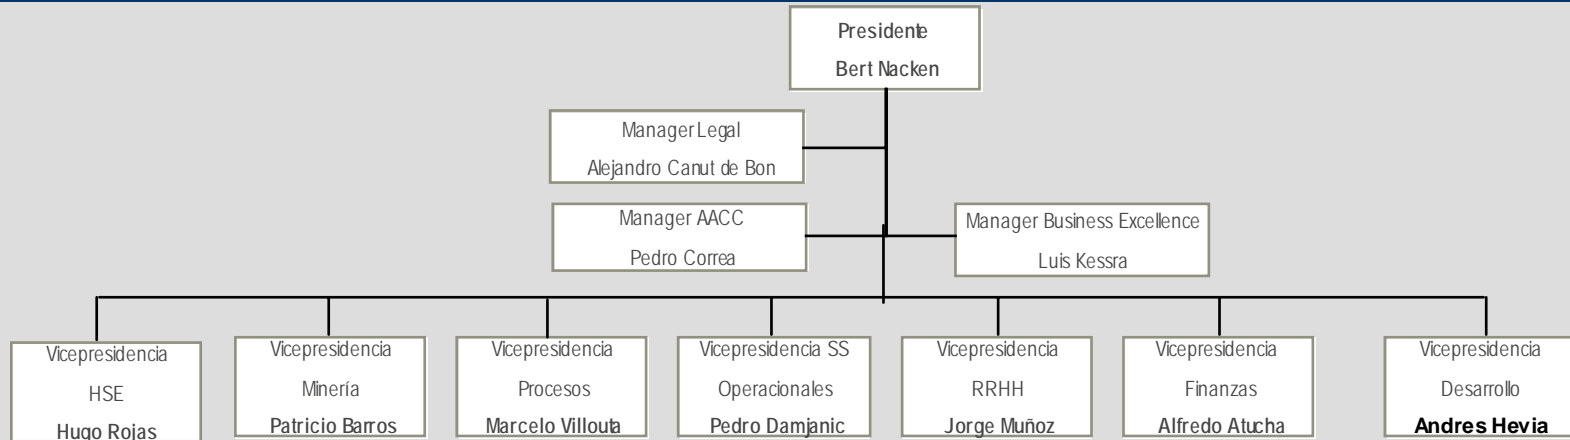 Presidente
Bert Nacken
Manager Legal
Alejandro Canut de Bon
Manager AACC
Pedro Correa
Manager Business Excellence
Luis Kessra
Vicepresidencia
HSE
Hugo Rojas
Vicepresidencia
Minería
Patricio Barros
Vicepresidencia
Procesos
Marcelo Villouta
Vicepresidencia SS
Operacionales
Pedro Damjanic
Vicepresidencia
RRHH
Jorge Muñoz
Vicepresidencia
Finanzas
Alfredo Atucha
Vicepresidencia
Desarrollo
Andres Hevia